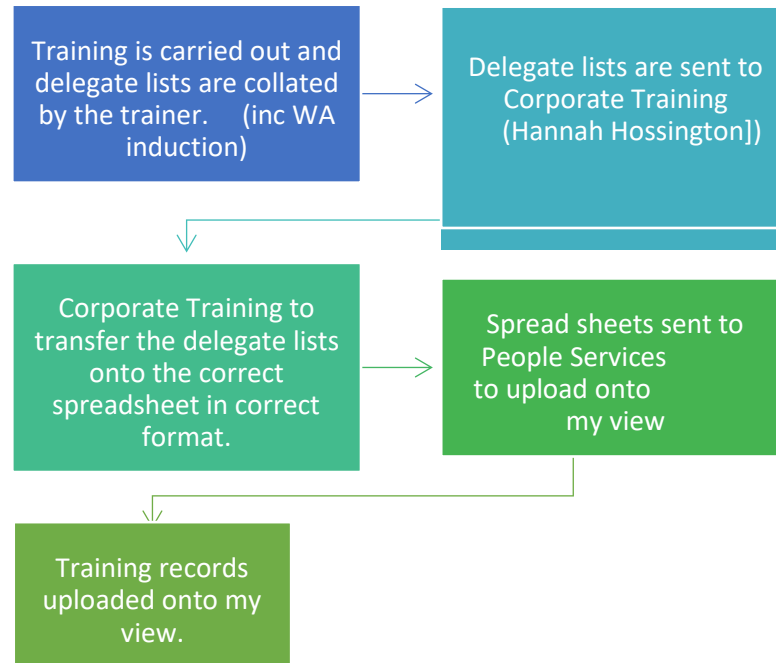 Training is carried out and
delegate lists are collated
by the trainer. (inc WA
induction)
Delegate lists are sent to
Corporate Training
(Hannah Hossington])
Corporate Training to
transfer the delegate lists
onto the correct
spreadsheet in correct
format.
Spread sheets sent to
People Services
to upload onto
my view
Training records
uploaded onto my
view.